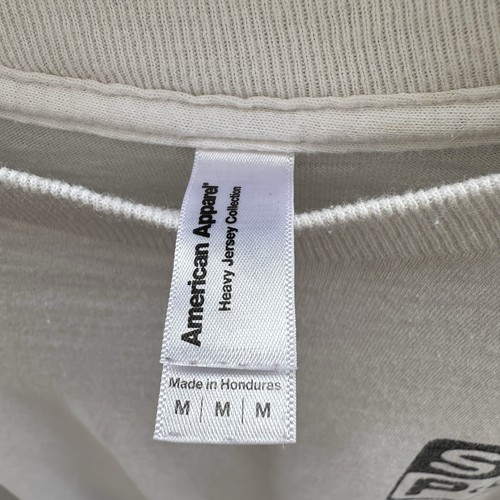 American Apparel®
Heavy Jersey Collection
Made in Honduras
M | M | M